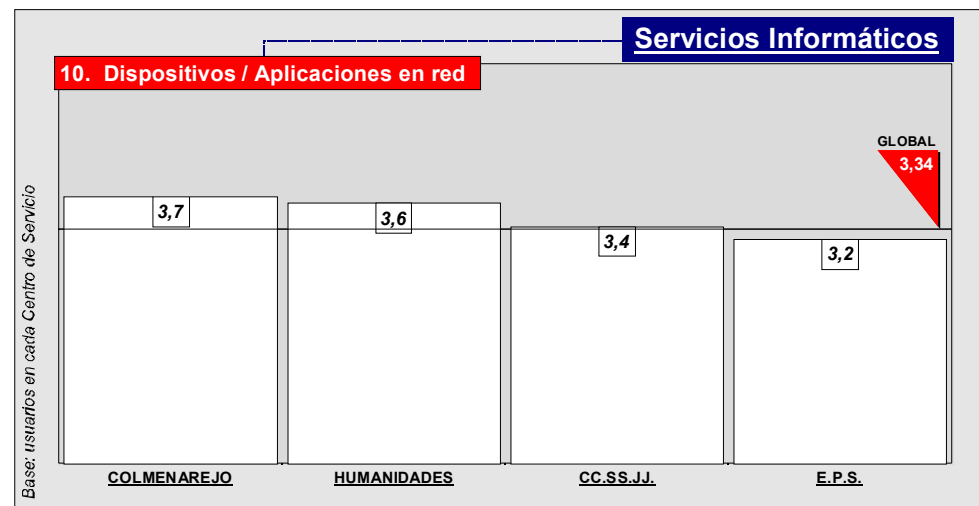 Servicios Informáticos
10. Dispositivos / Aplicaciones en red
GLOBAL
3,34
3,7
3,6
3,4
3,2
Base: usuarios en cada Centro de Servicio
COLMENAREJO
HUMANIDADES
CC.SS.JJ.
E.P.S.